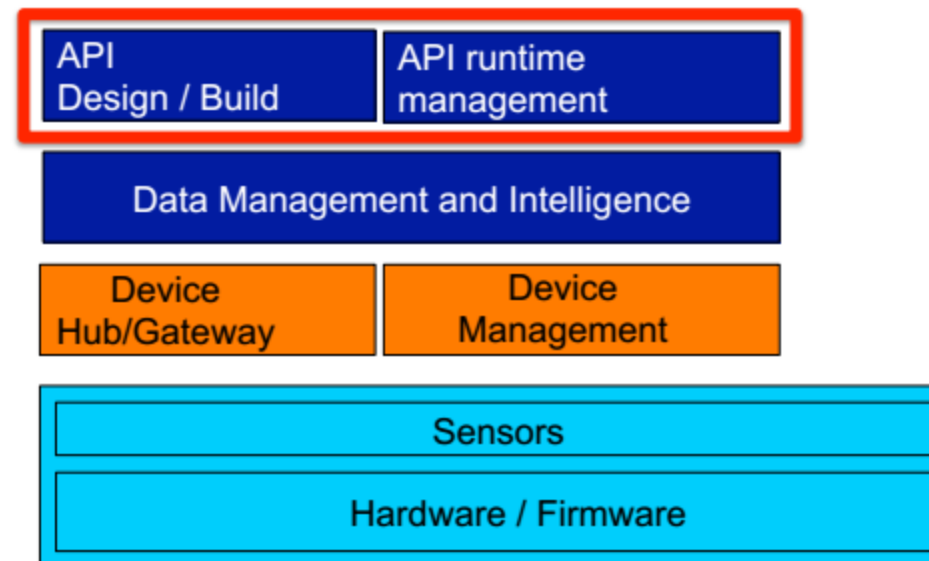 API
Design / Build
API runtime
management
Data Management and Intelligence
Device
Hub/Gateway
Device
Management
Sensors
Hardware / Firmware